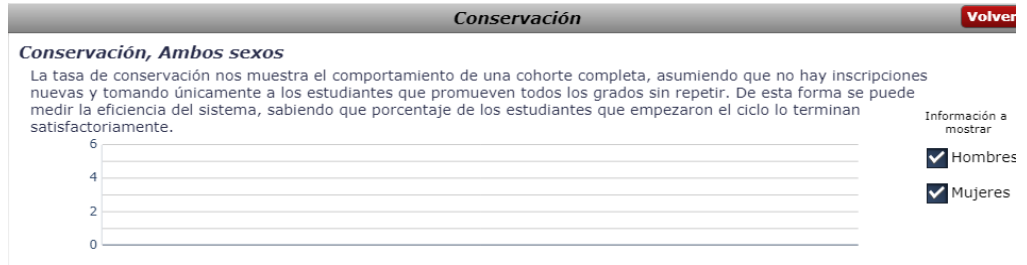 Conservación
Volver
Conservación, Ambos sexos
La tasa de conservación nos muestra el comportamiento de una cohorte completa, asumiendo que no hay inscripciones
nuevas y tomando únicamente a los estudiantes que promueven todos los grados sin repetir. De esta forma se puede
medir la eficiencia del sistema, sabiendo que porcentaje de los estudiantes que empezaron el ciclo lo terminan
satisfactoriamente.
Información a
mostrar
Hombres
Mujeres
6
4
2
0